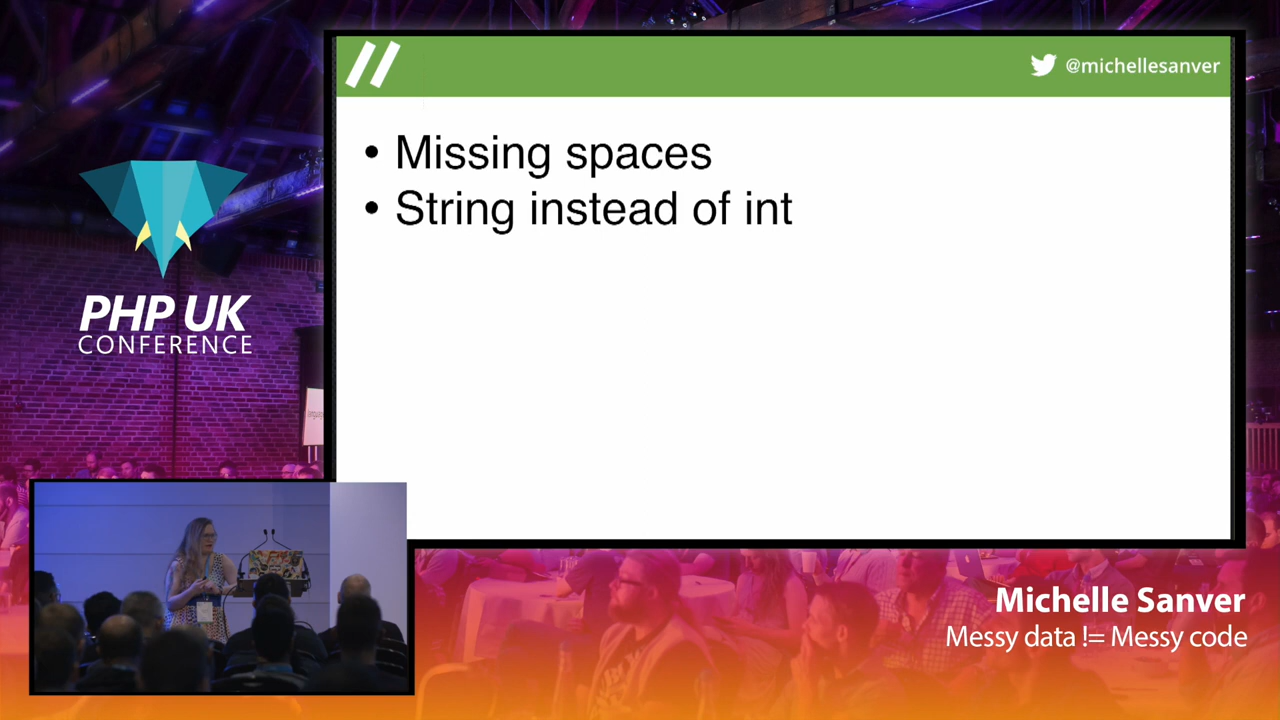 @michellesanver
• Missing spaces
• String instead of int
PHP UK
CONFERENCE
Michelle Sanver
Messy data != Messy code